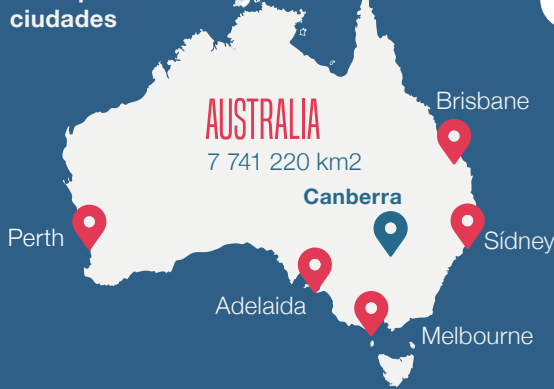 ciudades
AUSTRALIA
7 741 220 km2
Brisbane
Canberra
Perth
Sídney
Adelaida
Melbourne